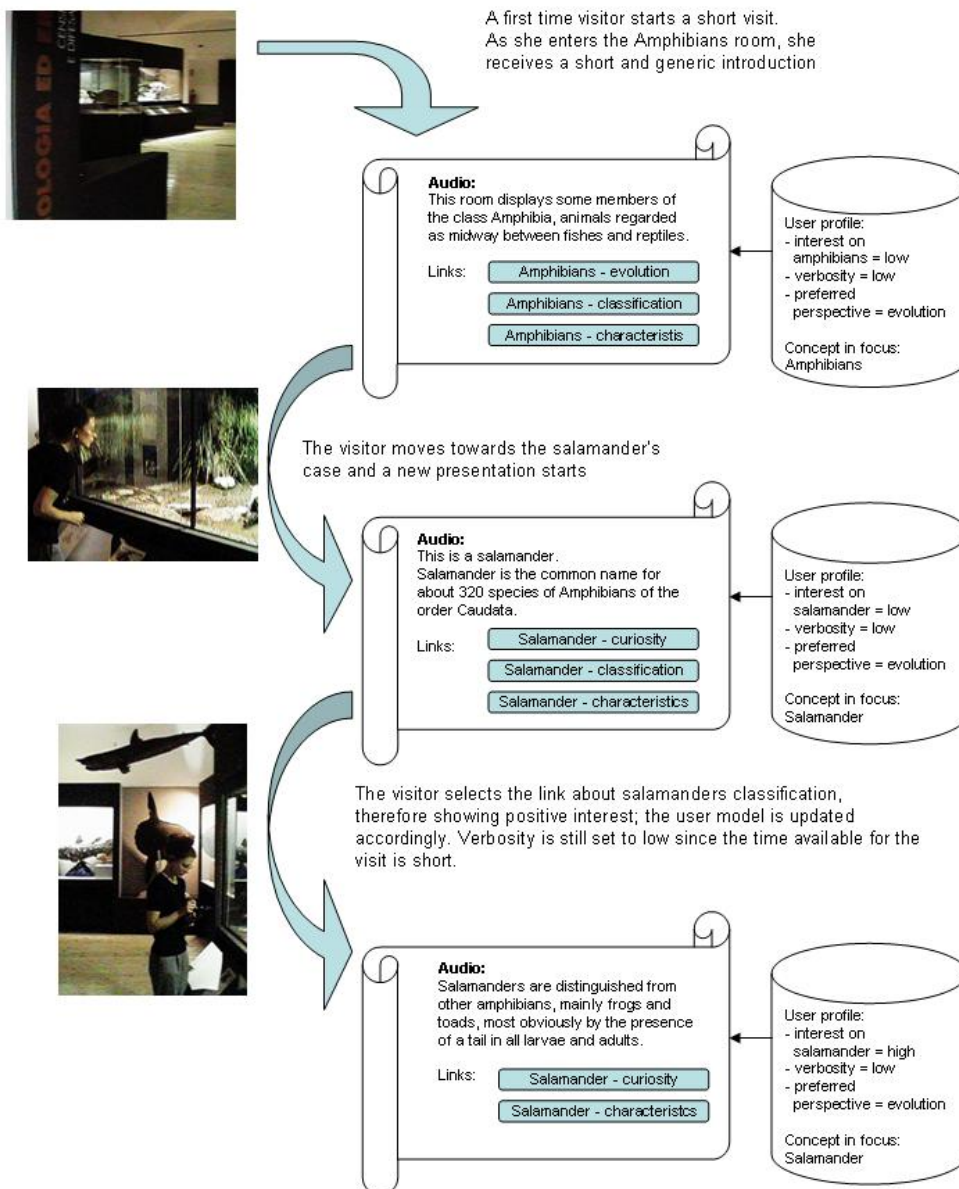 OLOGIA ED E
CENS
E DIFES
A first time visitor starts a short visit.
As she enters the Amphibians room, she
receives a short and generic introduction
Audio:
This room displays some members of
the class Amphibia, animals regarded
as midway between fishes and reptiles.
Links:
Amphibians - evolution
Amphibians - classification
Amphibians - characteristis
User profile:
- interest on
amphibians = low
- verbosity = low
- preferred
perspective = evolution
Concept in focus:
Amphibians
The visitor moves towards the salamander's
case and a new presentation starts
Audio:
This is a salamander.
Salamander is the common name for
about 320 species of Amphibians of the
order Caudata.
Links:
Salamander - curiosity
Salamander - classification
Salamander - characteristics
User profile:
- interest on
salamander = low
- verbosity = low
- preferred
perspective = evolution
Concept in focus:
Salamander
The visitor selects the link about salamanders classification,
therefore showing positive interest; the user model is updated
accordingly. Verbosity is still set to low since the time available for the
visit is short.
Audio:
Salamanders are distinguished from
other amphibians, mainly frogs and
toads, most obviously by the presence
of a tail in all larvae and adults.
Links:
Salamander - curiosity
Salamander - characteristcs
User profile:
- interest on
salamander = high
- verbosity = low
- preferred
perspective = evolution
Concept in focus:
Salamander